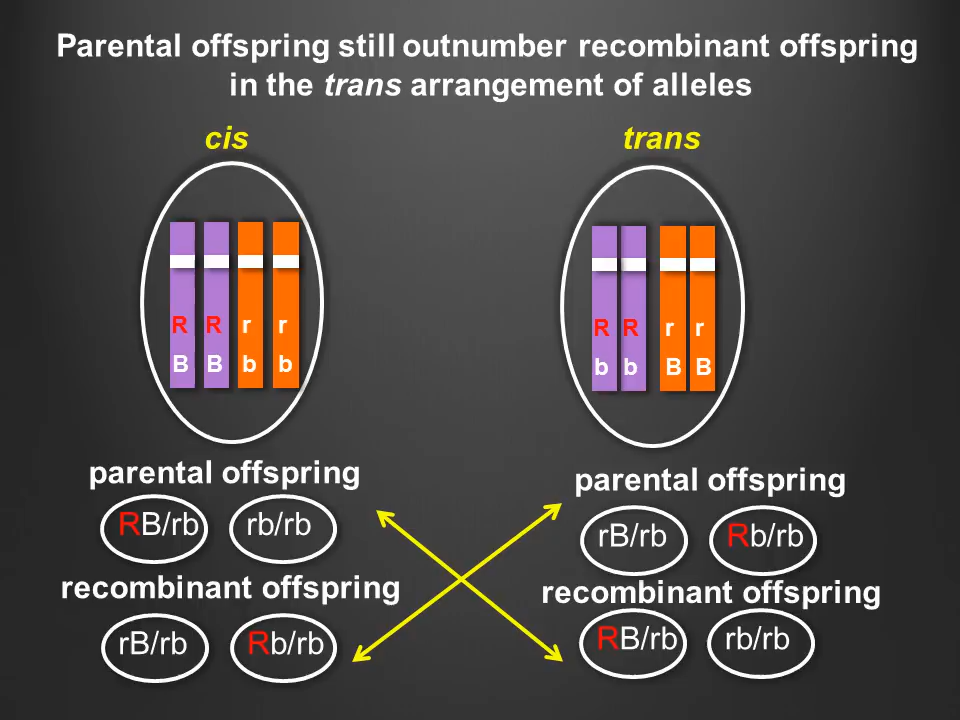 Parental offspring still outnumber recombinant offspring
in the trans arrangement of alleles
cis
trans
R R r r
B B b b
R R r r
b b B B
parental offspring
RB/rb rb/rb
recombinant offspring
rB/rb Rb/rb
parental offspring
rB/rb Rb/rb
recombinant offspring
RB/rb rb/rb